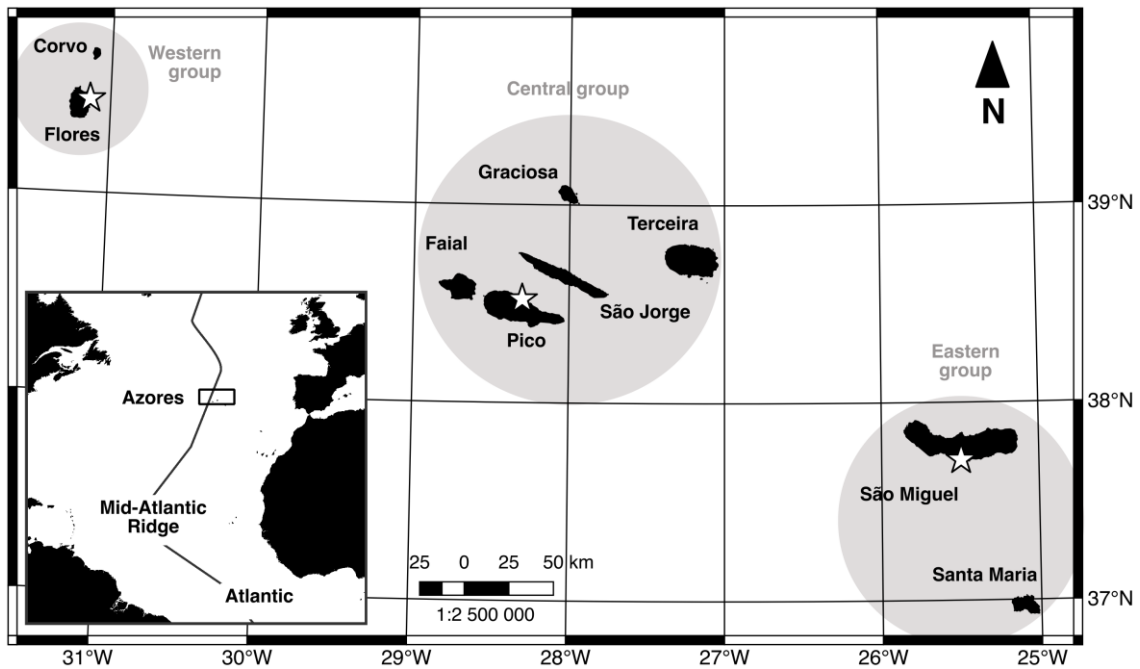 Corvo
Western
group
Flores
Central group
N
Graciosa
39°N
Terceira
Faial
São Jorge
Pico
Eastern
group
Azores
38°N
São Miguel
Mid-Atlantic
Ridge
25 0 25 50 km
1:2 500 000
Santa Maria
Atlantic
37°N
31°W 30°W 29°W 28°W 27°W 26°W 25°W